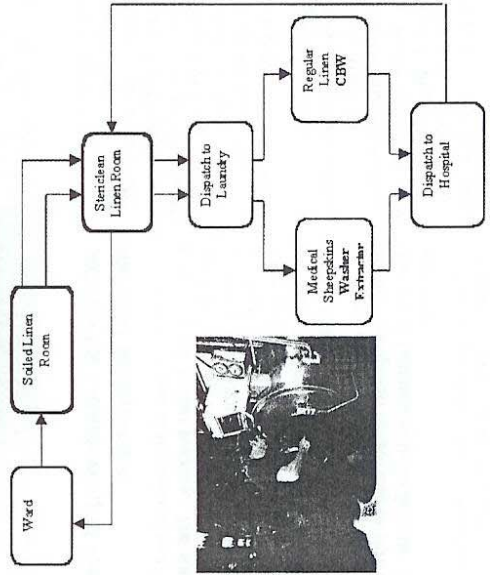 Ward
Soiled Linen
Room
Stericlean
Linen Room
Dispatch to
Laundry
Medical
Sheepskins
Washer
Extractor
Regular
Linen
CBW
Dispatch to
Hospital